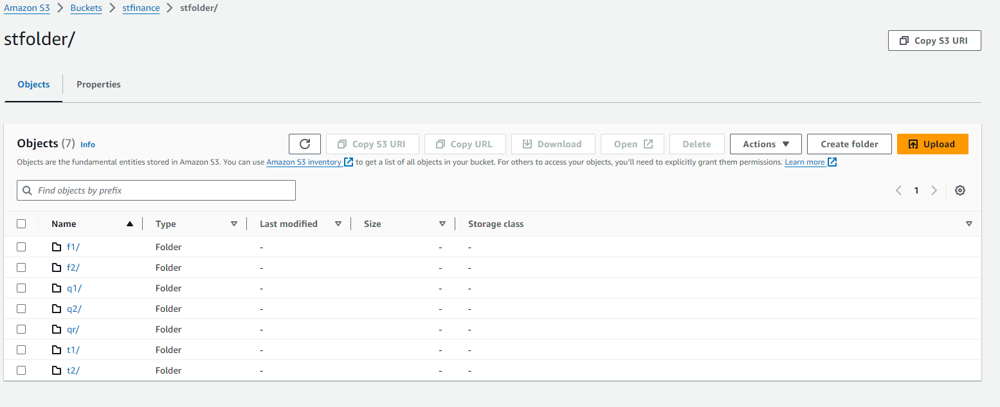 Amazon S3 > Buckets > stfinance > stfolder/
stfolder/
Copy S3 URI
Objects Properties
Objects (7) Info
Copy S3 URI Copy URL Download Open Delete Actions Create folder Upload
Objects are the fundamental entities stored in Amazon S3. You can use Amazon S3 inventory to get a list of all objects in your bucket. For others to access your objects, you'll need to explicitly grant them permissions. Learn more
Find objects by prefix
1
Name Type Last modified Size Storage class
f1/ Folder - - -
f2/ Folder - - -
q1/ Folder - - -
q2/ Folder - - -
qr/ Folder - - -
t1/ Folder - - -
t2/ Folder - - -